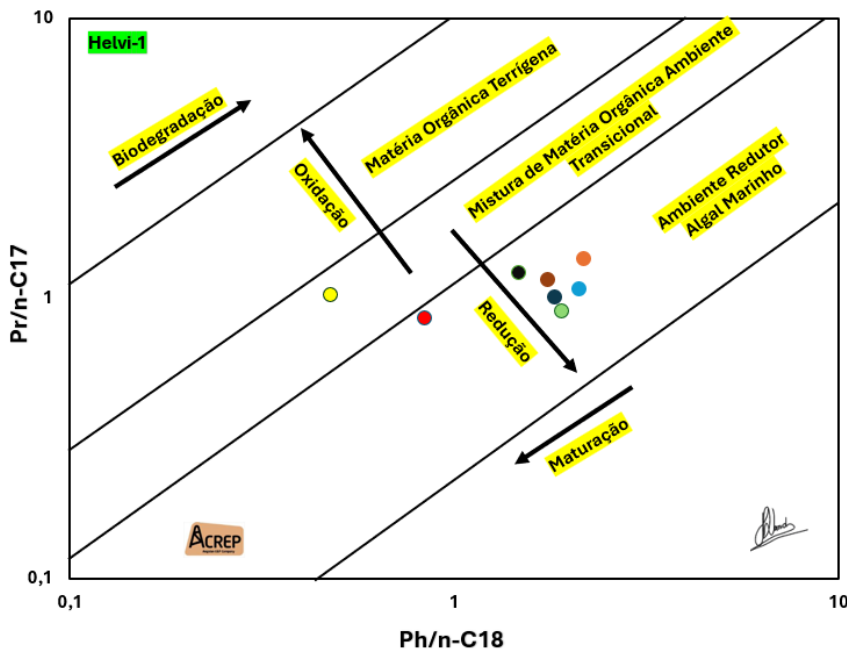 10
Helvi-1
Biodegradação
Oxidação
Matéria Orgânica Terrígena
Mistura de Matéria Orgânica Ambiente
Transicional
Ambiente Redutor
Algal Marinho
Pr/n-C17
1
Redução
Maturação
ACREP
0,1
0,1
1
10
Ph/n-C18